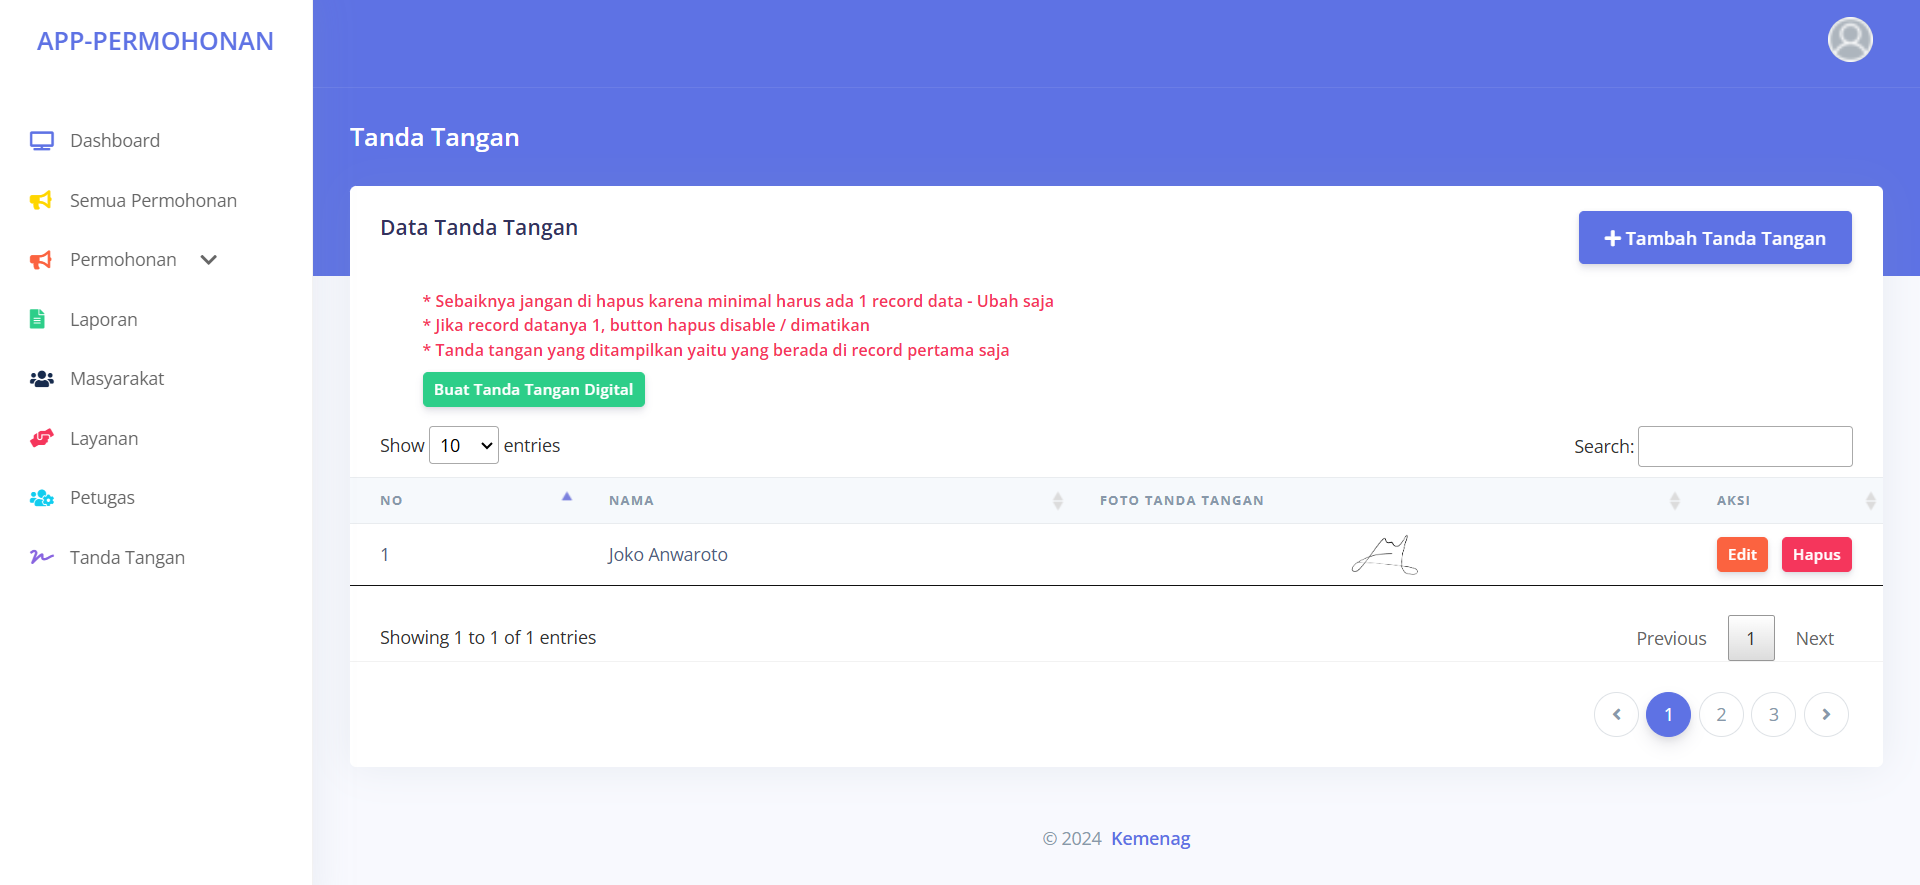 APP-PERMOHONAN
Dashboard
Semua Permohonan
Permohonan
Laporan
Masyarakat
Layanan
Petugas
Tanda Tangan
Tanda Tangan
Data Tanda Tangan
Tambah Tanda Tangan
* Sebaiknya jangan di hapus karena minimal harus ada 1 record data - Ubah saja
* Jika record datanya 1, button hapus disable / dimatikan
* Tanda tangan yang ditampilkan yaitu yang berada di record pertama saja
Buat Tanda Tangan Digital
Show 10 entries
Search:
NO NAMA FOTO TANDA TANGAN AKSI
1 Joko Anwaroto Edit Hapus
Showing 1 to 1 of 1 entries
Previous 1 Next
1 2 3
© 2024 Kemenag